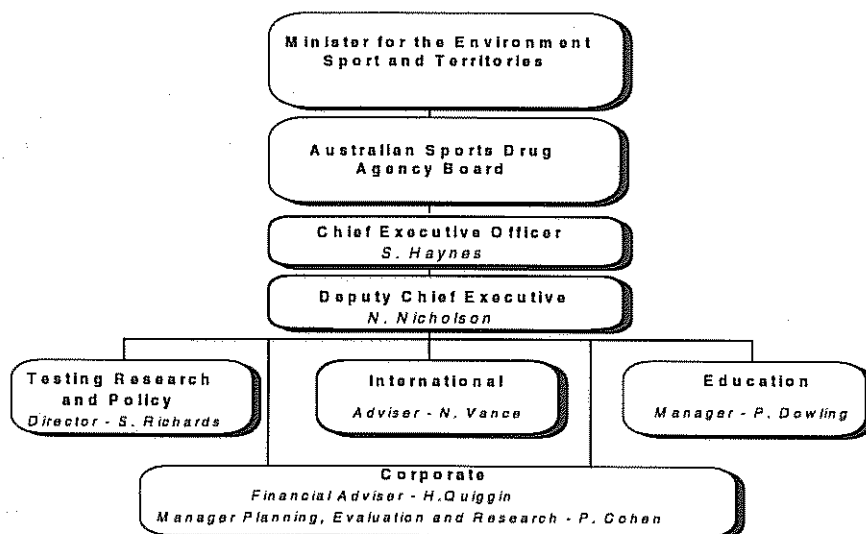 Minister for the Environment
Sport and Territories
Australian Sports Drug
Agency Board
Chief Executive Officer
S. Haynes
Deputy Chief Executive
N. Nicholson
Testing Research
and Policy
Director - S. Richards
International
Adviser - N. Vance
Education
Manager - P. Dowling
Corporate
Financial Adviser - H.Quiggin
Manager Planning, Evaluation and Research - P. Cohen